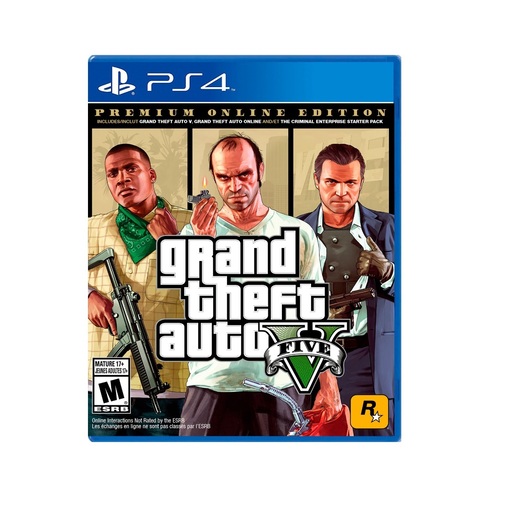 PS4
PREMIUM ONLINE EDITION
INCLUDES/INCLUT GRAND THEFT AUTO V, GRAND THEFT AUTO ONLINE AND/ET THE CRIMINAL ENTERPRISE STARTER PACK
grand
theft
auto V
FIVE
MATURE 17+
JEUNES ADULTES 17+
M
ESRB
R
Online Interactions Not Rated by the ESRB
Les échanges en ligne ne sont pas classés par l'ESRB